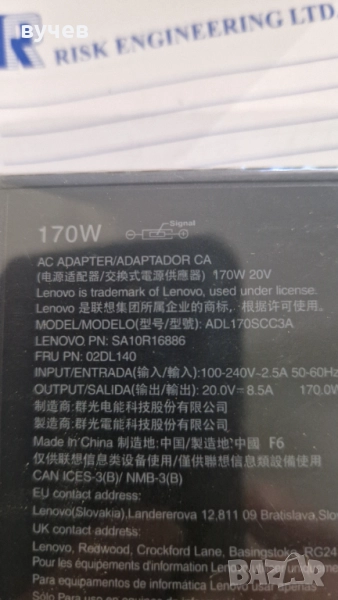 вучев
R RISK ENGINEERING LTD.
170W
Signal
AC ADAPTER/ADAPTADOR CA
(电源适配器/交換式電源供應器) 170W 20V
Lenovo is trademark of Lenovo, used under license.
Lenovo 是联想集团所属企业的商标，根据许可使用。
MODEL/MODELO(型号/型號): ADL170SCC3A
LENOVO PN: SA10R16886
FRU PN: 02DL140
INPUT/ENTRADA(输入/輸入):100-240V~2.5A 50-60Hz
OUTPUT/SALIDA(输出/輸出): 20.0V⎓8.5A 170.0W
制造商: 群光电能科技股份有限公司
製造商: 群光電能科技股份有限公司
Made In China 制造地:中国/製造地:中國 F6
仅供联想信息类设备使用/僅供聯想信息類設備使用
CAN ICES-3(B)/ NMB-3(B)
EU contact address:
Lenovo(Slovakia),Landererova 12,811 09 Bratislava,Slo
UK contact address:
Lenovo, Redwood, Crockford Lane, Basingstoke, RG24
Pour les équipements d'information Lenovo
Para equipamentos de informática Lenovo
Sólo Para uso
BAZAR